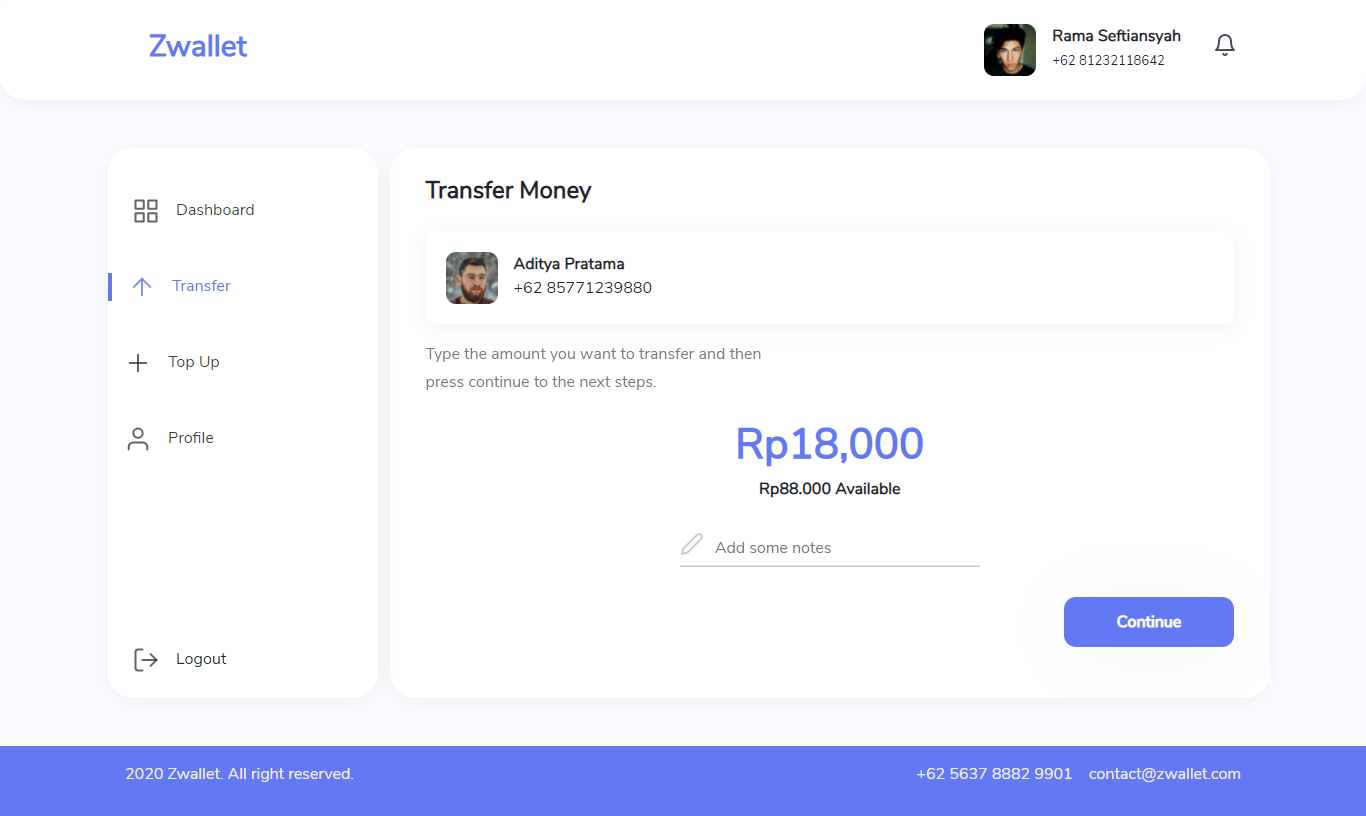 Zwallet
Rama Seftiansyah
+62 81232118642
Dashboard
Transfer
Top Up
Profile
Logout
Transfer Money
Aditya Pratama
+62 85771239880
Type the amount you want to transfer and then
press continue to the next steps.
Rp18,000
Rp88.000 Available
Add some notes
Continue
2020 Zwallet. All right reserved.
+62 5637 8882 9901 contact@zwallet.com